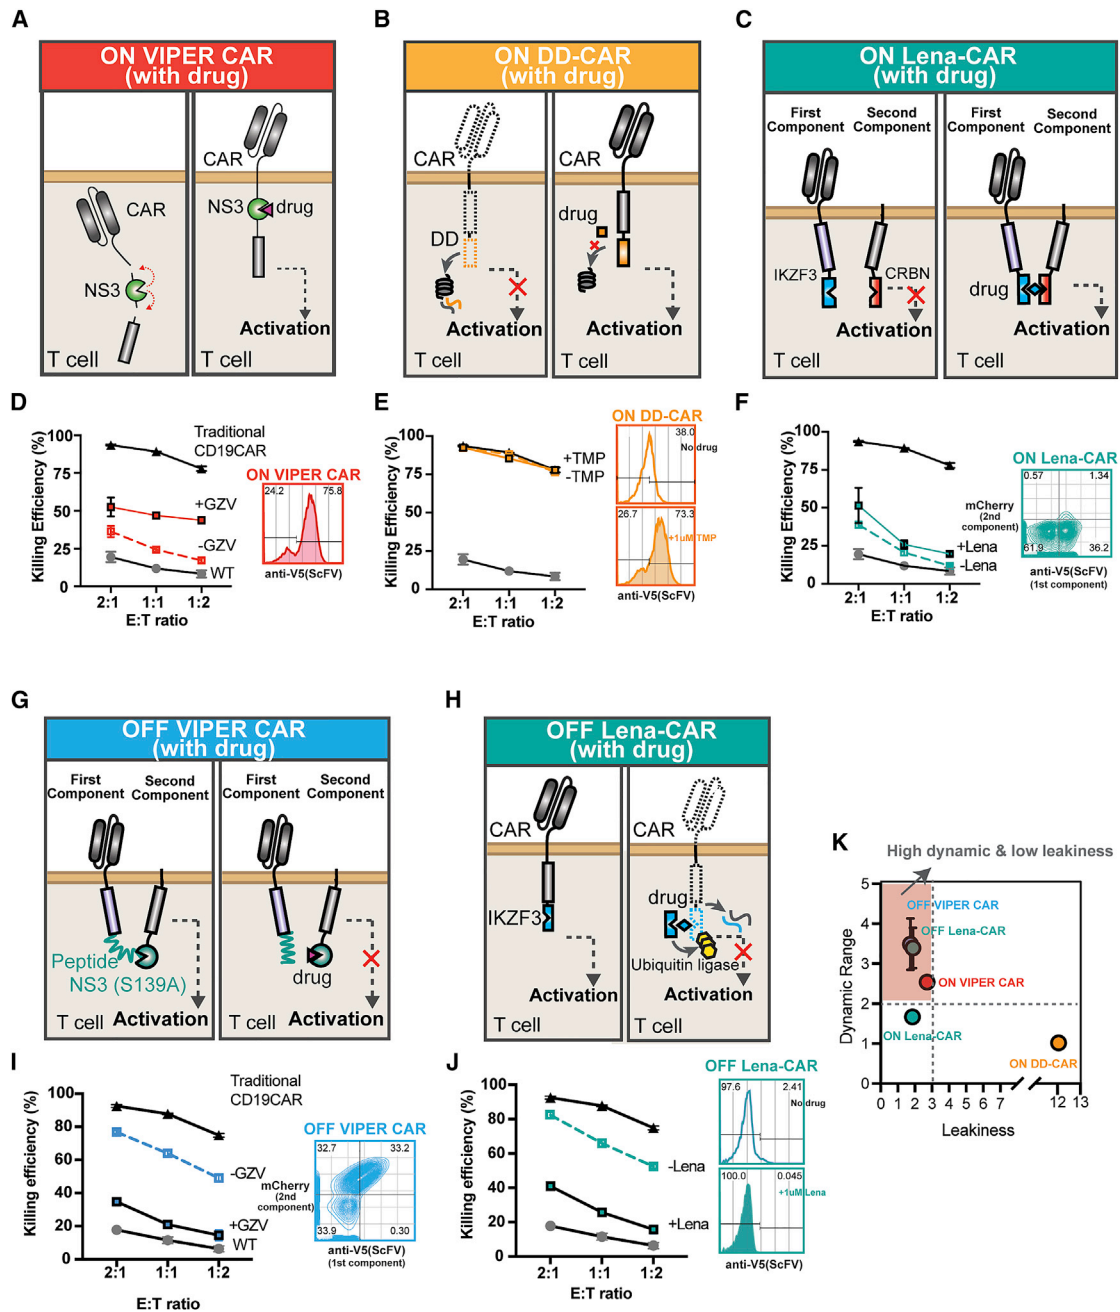 A
ON VIPER CAR
(with drug)
CAR
NS3
T cell
CAR
NS3
drug
Activation
T cell
B
ON DD-CAR
(with drug)
CAR
DD
Activation
T cell
CAR
drug
Activation
T cell
C
ON Lena-CAR
(with drug)
First
Component
Second
Component
IKZF3
CRBN
Activation
T cell
First
Component
Second
Component
drug
Activation
T cell
D
Killing Efficiency (%)
100
75
50
25
0
2:1
1:1
1:2
E:T ratio
Traditional
CD19CAR
+GZV
-GZV
WT
ON VIPER CAR
24.2
75.8
anti-V5(ScFV)
E
Killing Efficiency (%)
100
75
50
25
0
2:1
1:1
1:2
E:T ratio
+TMP
-TMP
ON DD-CAR
38.0
No drug
26.7
73.3
+1uM TMP
anti-V5(ScFV)
F
Killing Efficiency (%)
100
75
50
25
0
2:1
1:1
1:2
E:T ratio
+Lena
-Lena
ON Lena-CAR
mCherry
(2nd
component)
0.57
1.34
61.9
36.2
anti-V5(ScFV)
(1st component)
G
OFF VIPER CAR
(with drug)
First
Component
Second
Component
Peptide
NS3 (S139A)
T cell
Activation
First
Component
Second
Component
drug
T cell
Activation
H
OFF Lena-CAR
(with drug)
CAR
IKZF3
Activation
T cell
CAR
drug
Ubiquitin ligase
Activation
T cell
I
Killing efficiency (%)
100
80
60
40
20
0
2:1
1:1
1:2
E:T ratio
Traditional
CD19CAR
-GZV
+GZV
WT
OFF VIPER CAR
mCherry
(2nd
component)
32.7
33.2
33.9
0.30
anti-V5(ScFV)
(1st component)
J
Killing efficiency (%)
100
80
60
40
20
0
2:1
1:1
1:2
E:T ratio
-Lena
+Lena
OFF Lena-CAR
97.6
2.41
No drug
100.0
0.045
+1uM Lena
anti-V5(ScFV)
K
High dynamic & low leakiness
Dynamic Range
5
4
3
2
1
0
OFF VIPER CAR
OFF Lena-CAR
ON VIPER CAR
ON Lena-CAR
ON DD-CAR
0 1 2 3 4 5 6 7 12 13
Leakiness